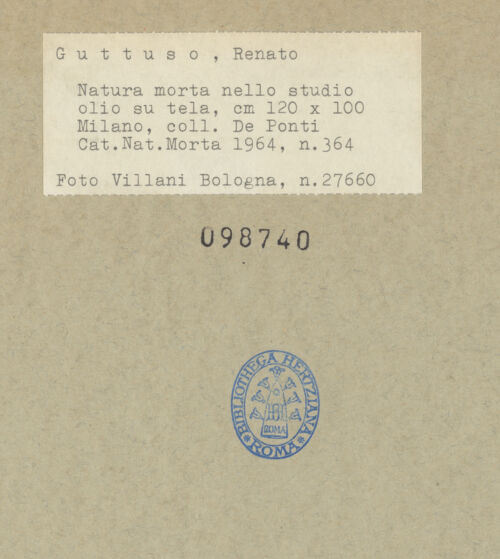 Guttuso, Renato
Natura morta nello studio
olio su tela, cm 120 x 100
Milano, coll. De Ponti
Cat.Nat.Morta 1964, n.364
Foto Villani Bologna, n.27660
098740
BIBLIOTHECA HERTZIANA
ROMA
ROMA